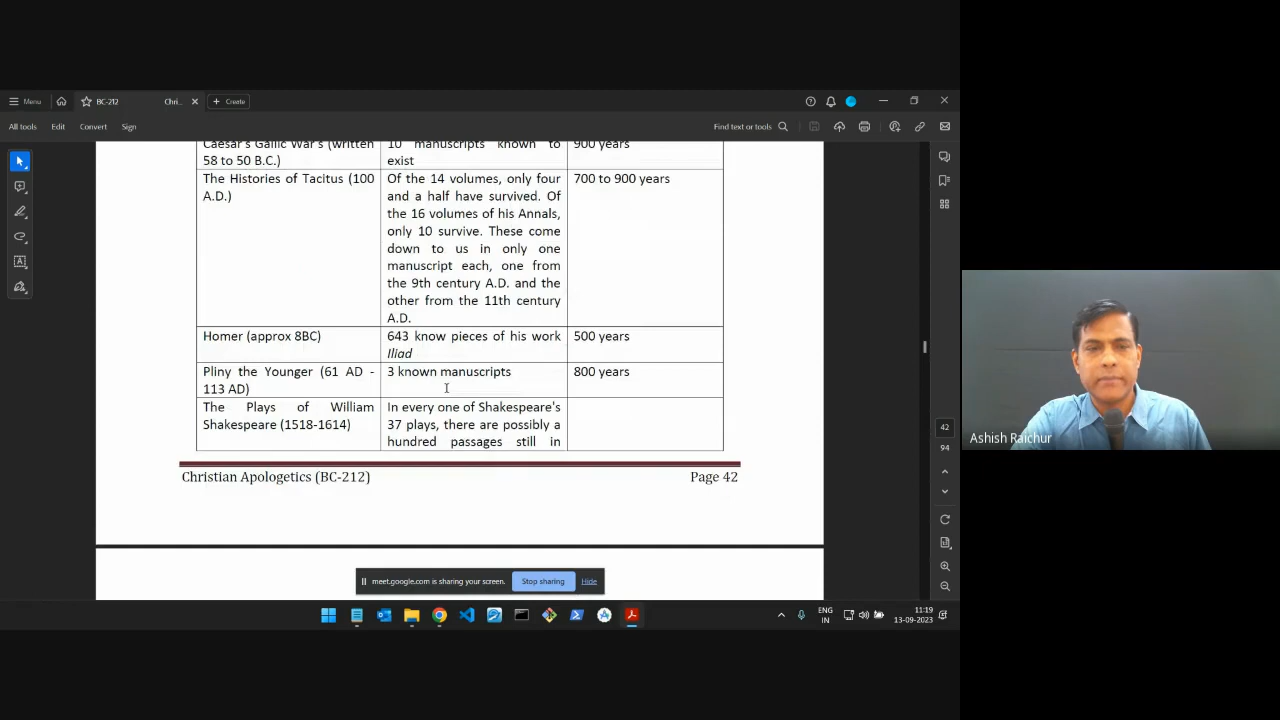 Menu
BC-212
Chri...
Create
All tools
Edit
Convert
Sign
Find text or tools
Caesar's Gallic War's (written
58 to 50 B.C.)
10 manuscripts known to
exist
900 years
The Histories of Tacitus (100
A.D.)
Of the 14 volumes, only four
and a half have survived. Of
the 16 volumes of his Annals,
only 10 survive. These come
down to us in only one
manuscript each, one from
the 9th century A.D. and the
other from the 11th century
A.D.
700 to 900 years
Homer (approx 8BC)
643 know pieces of his work
Iliad
500 years
Pliny the Younger (61 AD -
113 AD)
3 known manuscripts
800 years
The Plays of William
Shakespeare (1518-1614)
In every one of Shakespeare's
37 plays, there are possibly a
hundred passages still in
Christian Apologetics (BC-212)
Page 42
42
94
Ashish Raichur
meet.google.com is sharing your screen.
Stop sharing
Hide
ENG
IN
11:19
13-09-2023